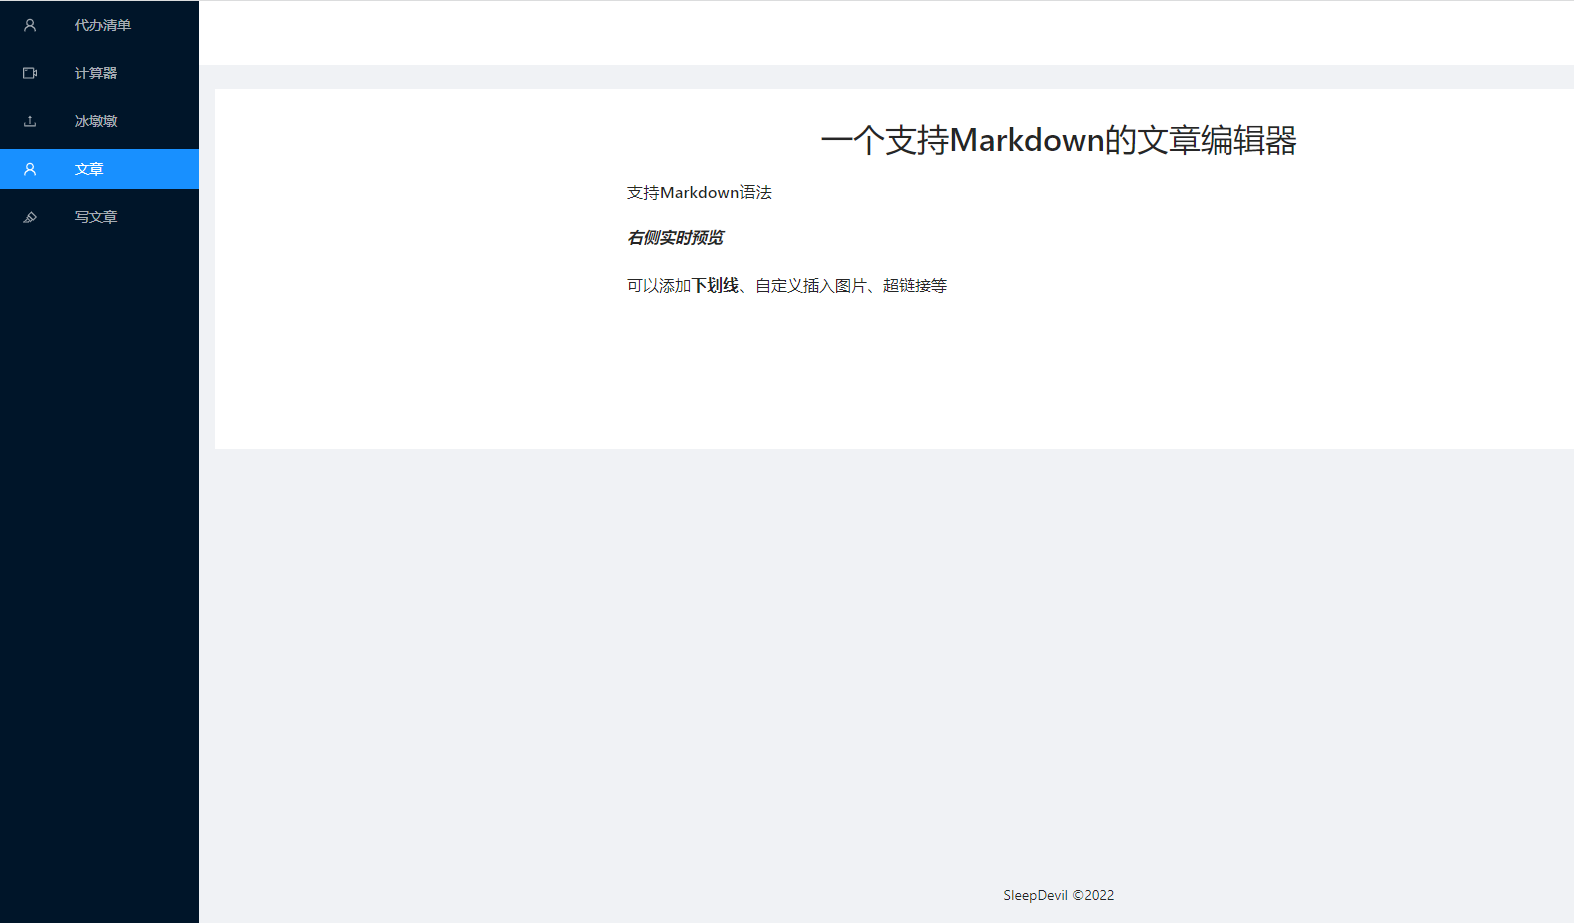 代办清单
计算器
冰墩墩
文章
写文章
一个支持Markdown的文章编辑器
支持Markdown语法
右侧实时预览
可以添加下划线、自定义插入图片、超链接等
SleepDevil ©2022